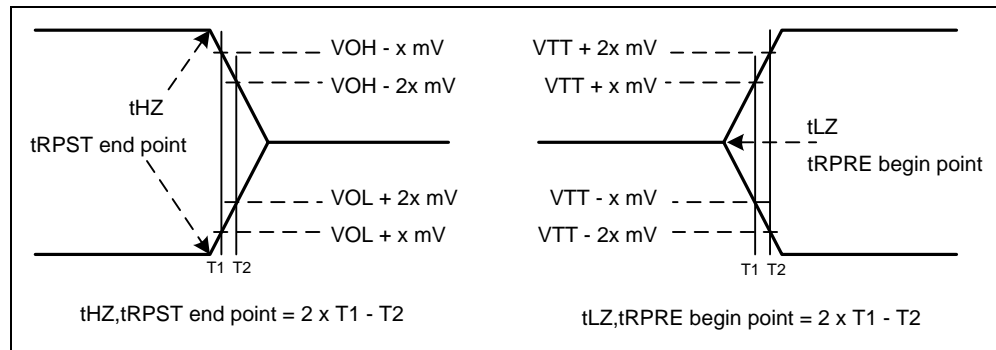 VOH - x mV
VOH - 2x mV
tHZ
tRPST end point
VOL + 2x mV
VOL + x mV
T1 T2
tHZ,tRPST end point = 2 x T1 - T2
VTT + 2x mV
VTT + x mV
tLZ
tRPRE begin point
VTT - x mV
VTT - 2x mV
T1 T2
tLZ,tRPRE begin point = 2 x T1 - T2